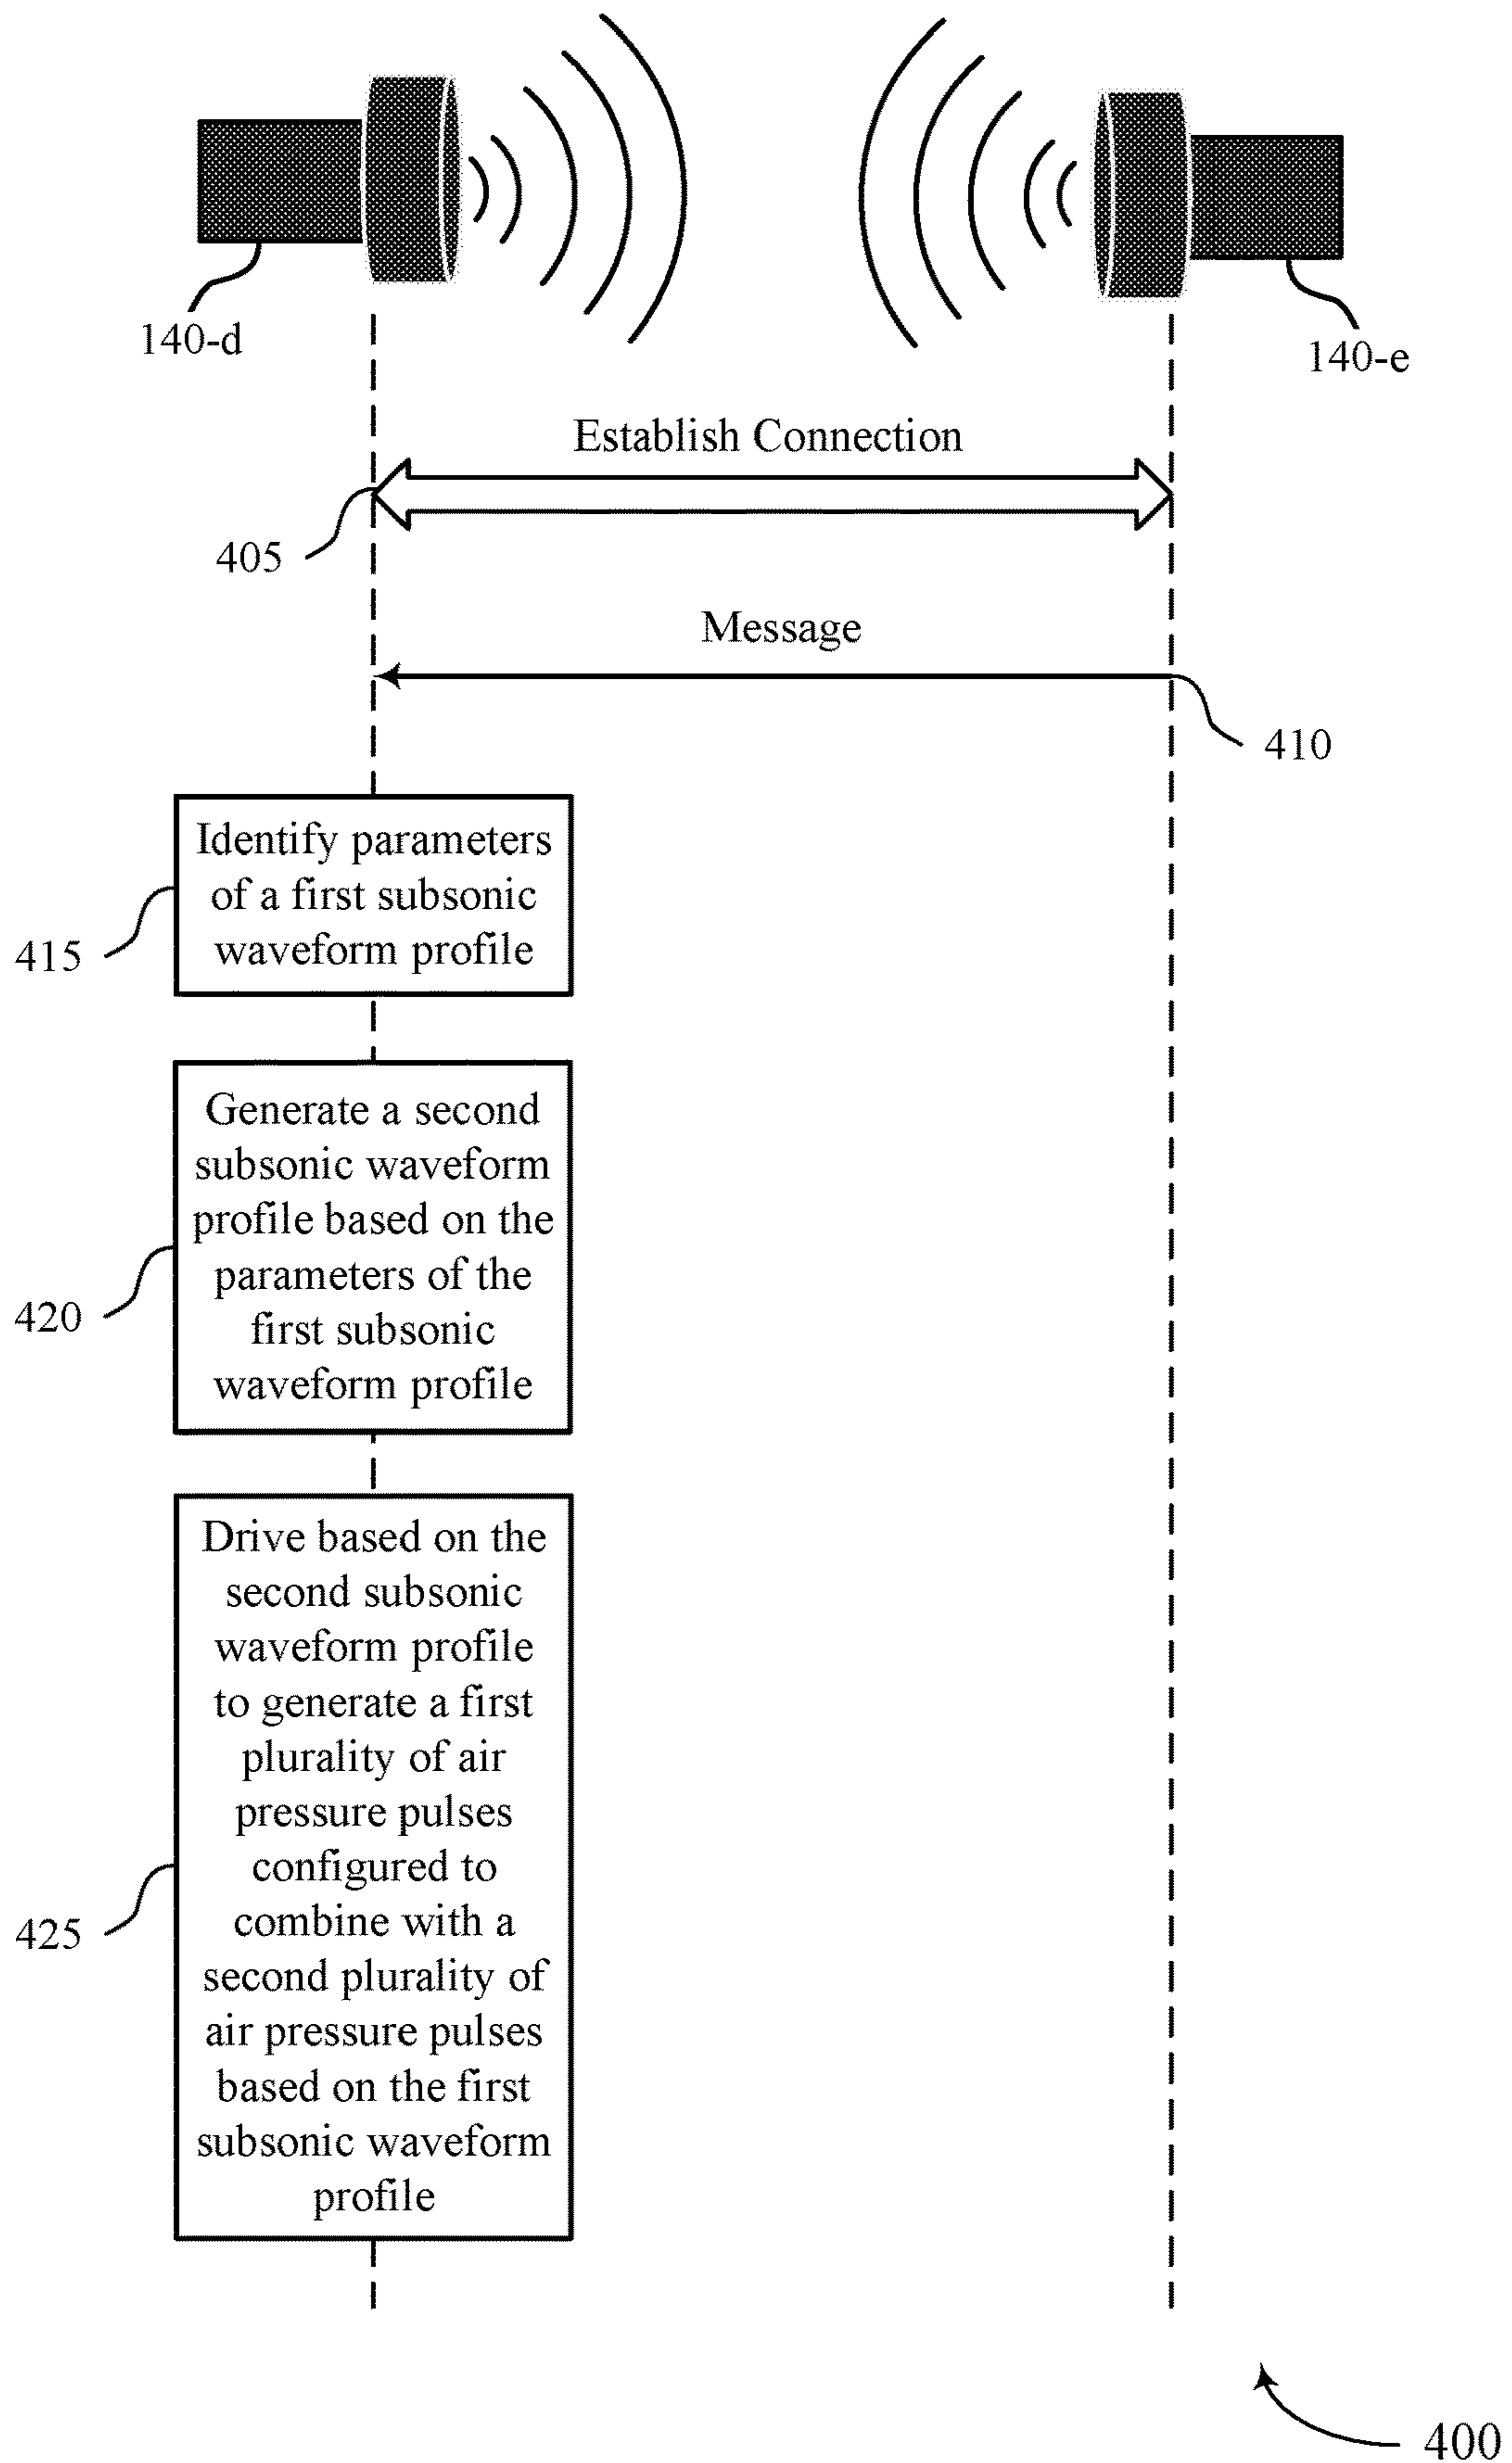 140-d
140-e
Establish Connection
405
Message
410
Identify parameters
of a first subsonic
waveform profile
415
Generate a second
subsonic waveform
profile based on the
parameters of the
first subsonic
waveform profile
420
Drive based on the
second subsonic
waveform profile
to generate a first
plurality of air
pressure pulses
configured to
combine with a
second plurality of
air pressure pulses
based on the first
subsonic waveform
profile
425
400